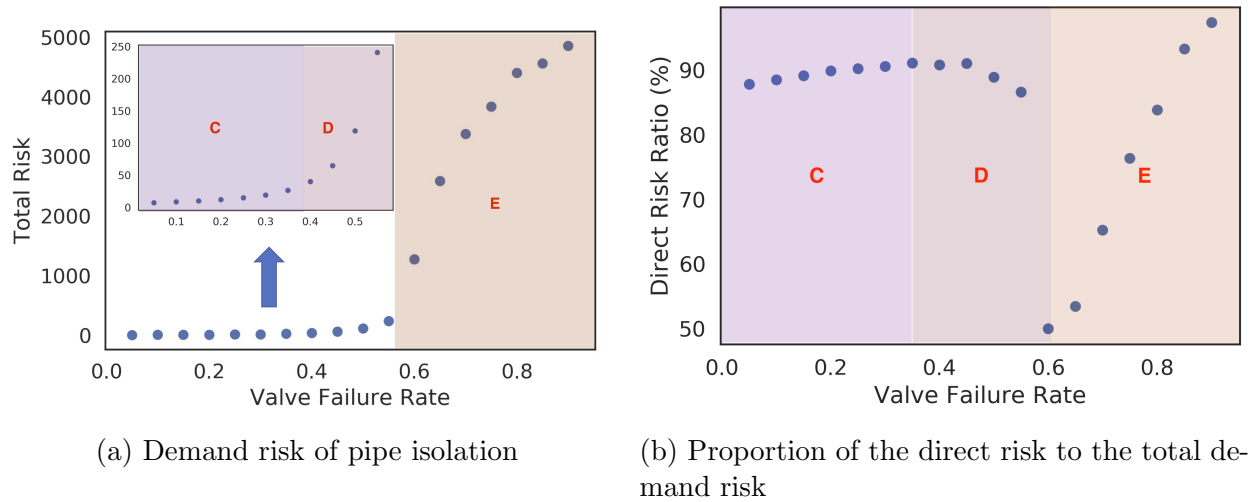 5000
4000
3000
2000
1000
0
Total Risk
250
200
150
100
50
0
C
D
0.1 0.2 0.3 0.4 0.5
E
0.0 0.2 0.4 0.6 0.8
Valve Failure Rate
(a) Demand risk of pipe isolation
90
80
70
60
50
Direct Risk Ratio (%)
C D E
0.0 0.2 0.4 0.6 0.8
Valve Failure Rate
(b) Proportion of the direct risk to the total de-
mand risk